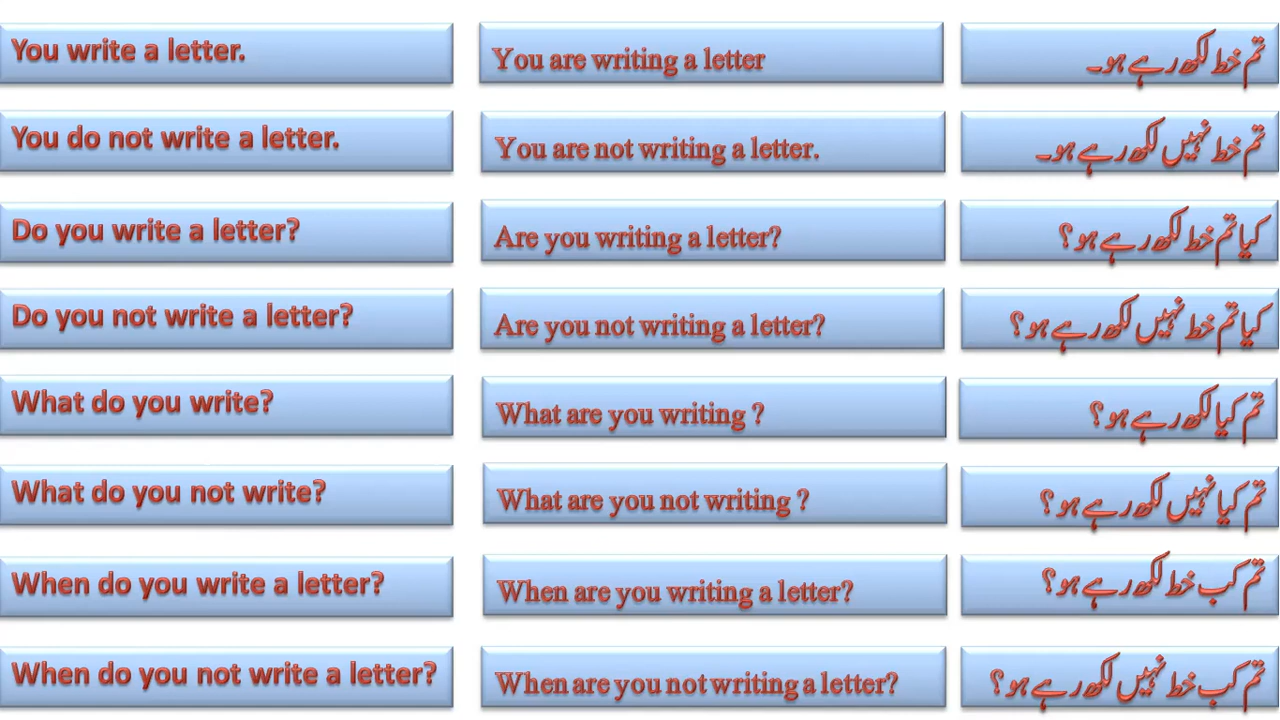 You write a letter.
You are writing a letter
تم خط لکھ رہے ہو۔
You do not write a letter.
You are not writing a letter.
تم خط نہیں لکھ رہے ہو۔
Do you write a letter?
Are you writing a letter?
کیا تم خط لکھ رہے ہو؟
Do you not write a letter?
Are you not writing a letter?
کیا تم خط نہیں لکھ رہے ہو؟
What do you write?
What are you writing ?
تم کیا لکھ رہے ہو؟
What do you not write?
What are you not writing ?
تم کیا نہیں لکھ رہے ہو؟
When do you write a letter?
When are you writing a letter?
تم کب خط لکھ رہے ہو؟
When do you not write a letter?
When are you not writing a letter?
تم کب خط نہیں لکھ رہے ہو؟